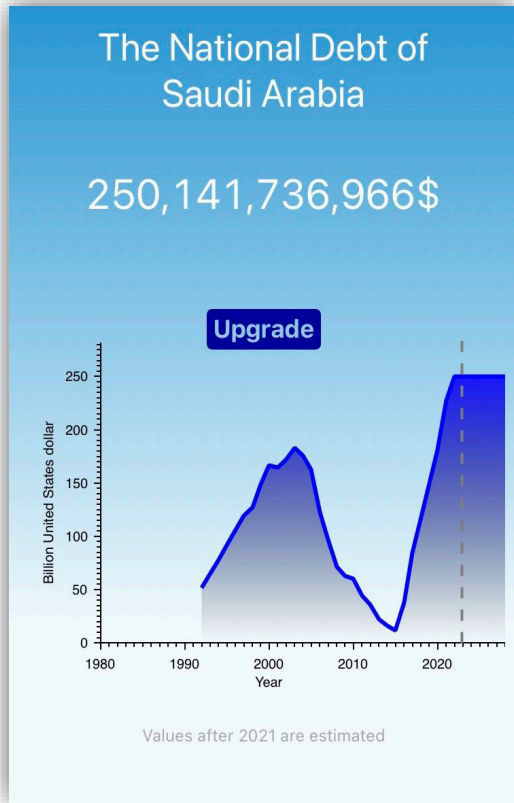 The National Debt of
Saudi Arabia
250,141,736,966$
Upgrade
250
200
150
100
50
0
Billion United States dollar
1980 1990 2000 2010 2020
Year
Values after 2021 are estimated